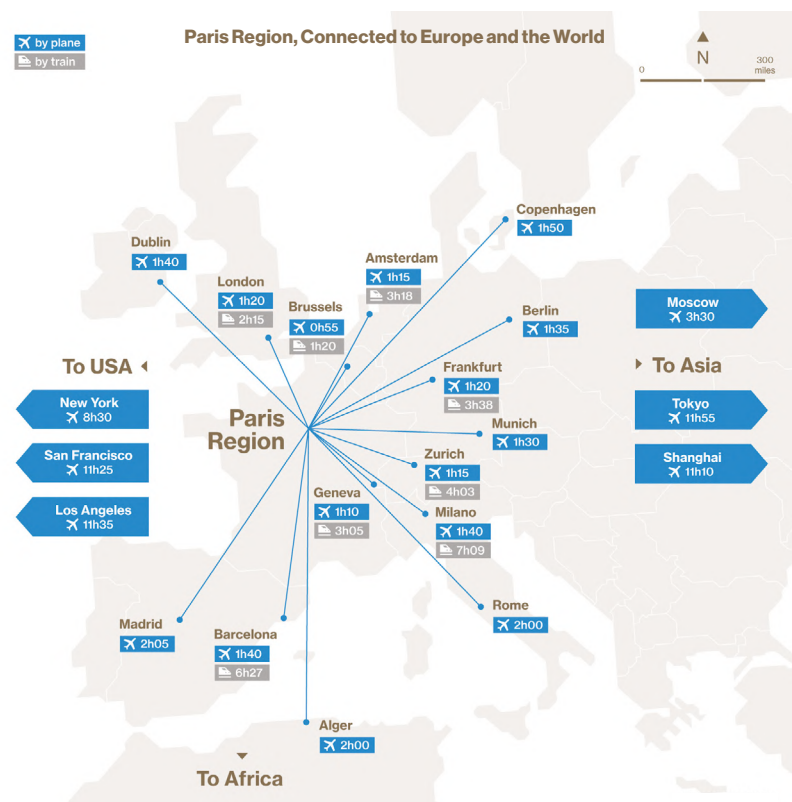 by plane
by train
Paris Region, Connected to Europe and the World
N
0
300
miles
Copenhagen
1h50
Dublin
1h40
Amsterdam
1h15
3h18
London
1h20
2h15
Brussels
0h55
1h20
Berlin
1h35
Moscow
3h30
To USA
To Asia
Frankfurt
1h20
3h38
New York
8h30
Tokyo
11h55
Paris
Region
Munich
1h30
San Francisco
11h25
Zurich
1h15
4h03
Shanghai
11h10
Geneva
1h10
3h05
Los Angeles
11h35
Milano
1h40
7h09
Rome
2h00
Madrid
2h05
Barcelona
1h40
6h27
Alger
2h00
To Africa